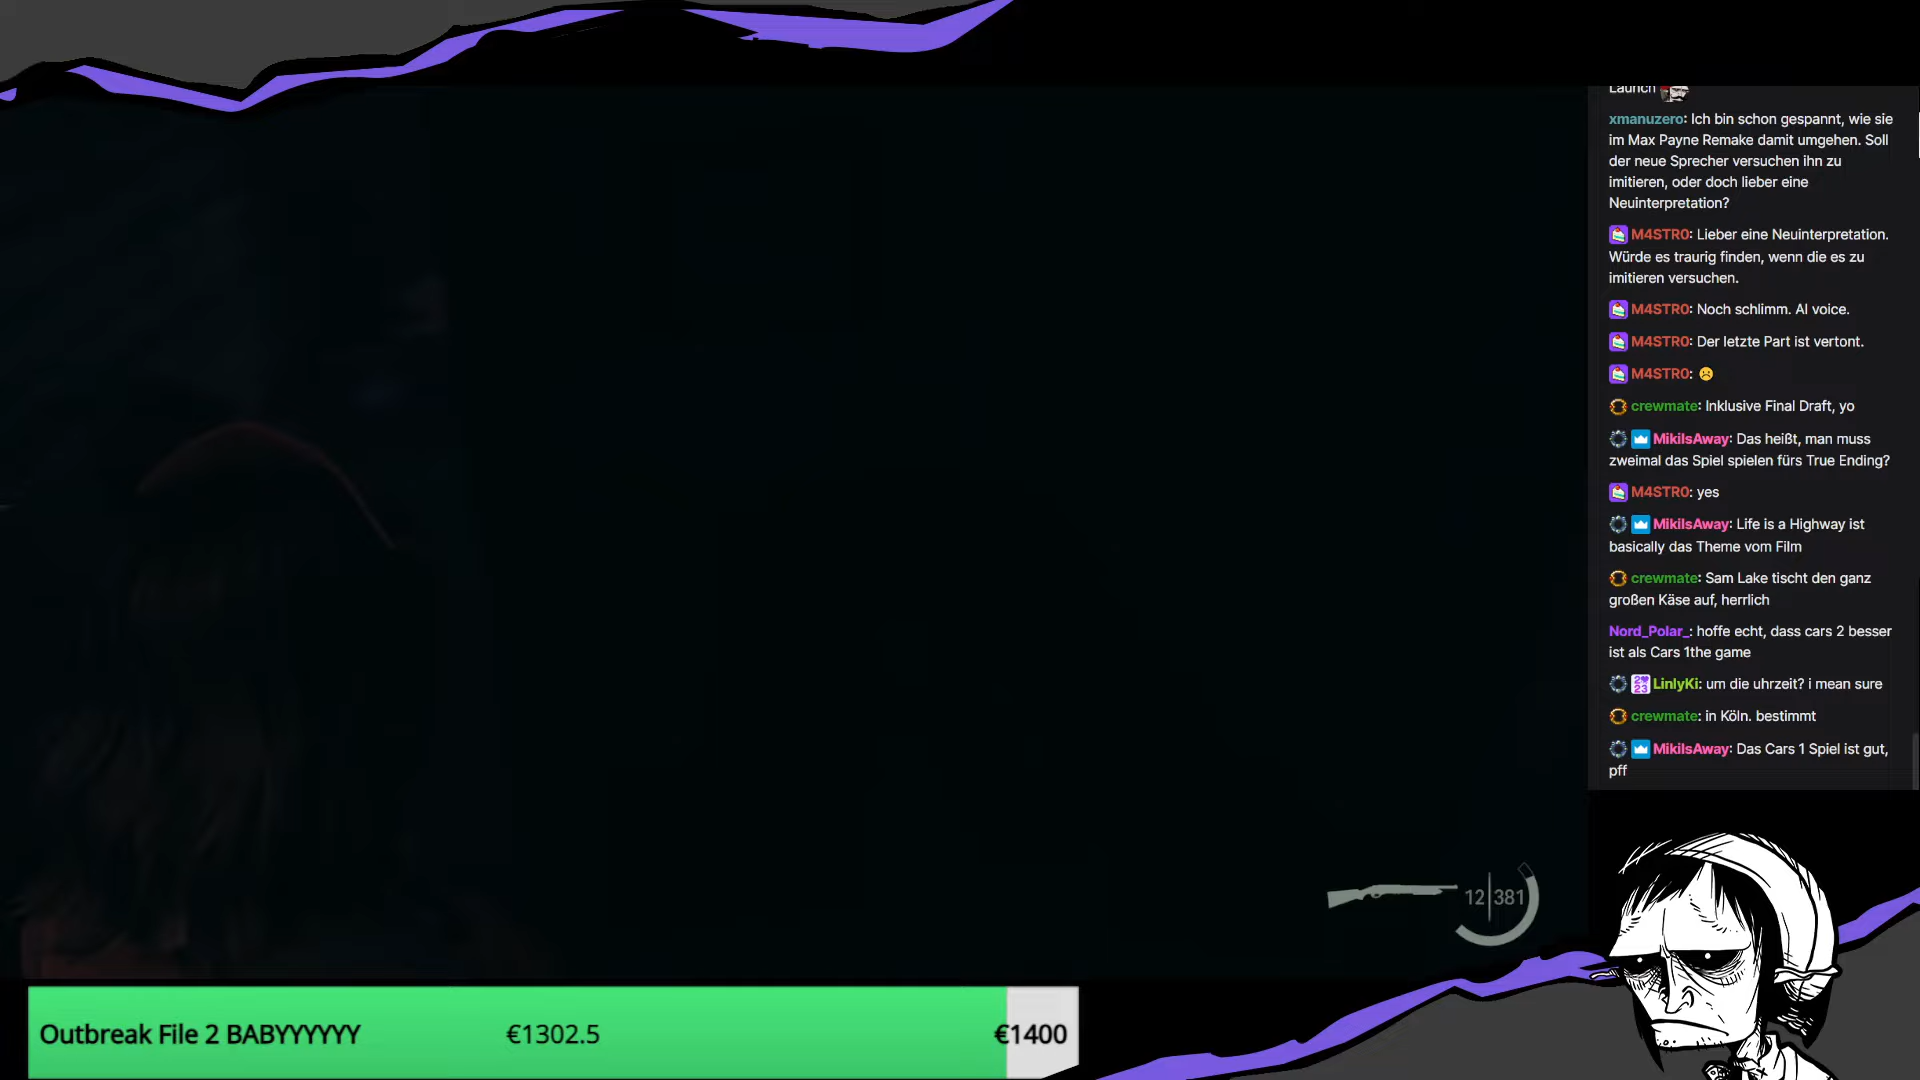 Launch
xmanuzero: Ich bin schon gespannt, wie sie
im Max Payne Remake damit umgehen. Soll
der neue Sprecher versuchen ihn zu
imitieren, oder doch lieber eine
Neuinterpretation?
M4STR0: Lieber eine Neuinterpretation.
Würde es traurig finden, wenn die es zu
imitieren versuchen.
M4STR0: Noch schlimm. AI voice.
M4STR0: Der letzte Part ist vertont.
M4STR0: ☹️
crewmate: Inklusive Final Draft, yo
MikiIsAway: Das heißt, man muss
zweimal das Spiel spielen fürs True Ending?
M4STR0: yes
MikiIsAway: Life is a Highway ist
basically das Theme vom Film
crewmate: Sam Lake tischt den ganz
großen Käse auf, herrlich
Nord_Polar_: hoffe echt, dass cars 2 besser
ist als Cars 1the game
LinlyKi: um die uhrzeit? i mean sure
crewmate: in Köln. bestimmt
MikiIsAway: Das Cars 1 Spiel ist gut,
pff
12|381
Outbreak File 2 BABYYYYYY €1302.5 €1400